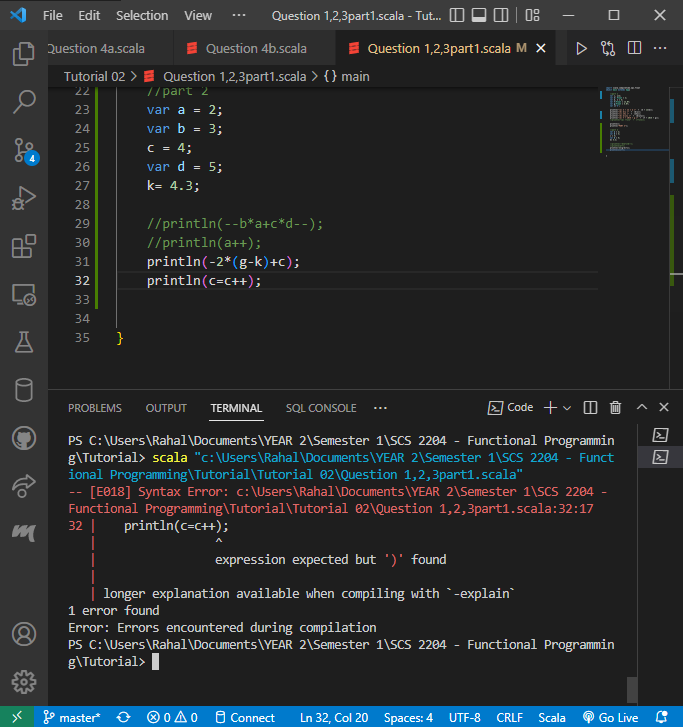 File Edit Selection View ··· Question 1,2,3part1.scala - Tut...
Question 4a.scala Question 4b.scala Question 1,2,3part1.scala M
Tutorial 02 > Question 1,2,3part1.scala > {} main
22 //part 2
23 var a = 2;
24 var b = 3;
25 c = 4;
26 var d = 5;
27 k= 4.3;
28
29 //println(--b*a+c*d--);
30 //println(a++);
31 println(-2*(g-k)+c);
32 println(c=c++);
33
34
35 }
4
PROBLEMS OUTPUT TERMINAL SQL CONSOLE ··· Code
PS C:\Users\Rahal\Documents\YEAR 2\Semester 1\SCS 2204 - Functional Programmin
g\Tutorial> scala "c:\Users\Rahal\Documents\YEAR 2\Semester 1\SCS 2204 - Funct
ional Programming\Tutorial\Tutorial 02\Question 1,2,3part1.scala"
-- [E018] Syntax Error: c:\Users\Rahal\Documents\YEAR 2\Semester 1\SCS 2204 -
Functional Programming\Tutorial\Tutorial 02\Question 1,2,3part1.scala:32:17
32 | println(c=c++);
| ^
| expression expected but ')' found
|
| longer explanation available when compiling with `-explain`
1 error found
Error: Errors encountered during compilation
PS C:\Users\Rahal\Documents\YEAR 2\Semester 1\SCS 2204 - Functional Programmin
g\Tutorial>
master* 0 0 Connect Ln 32, Col 20 Spaces: 4 UTF-8 CRLF Scala Go Live